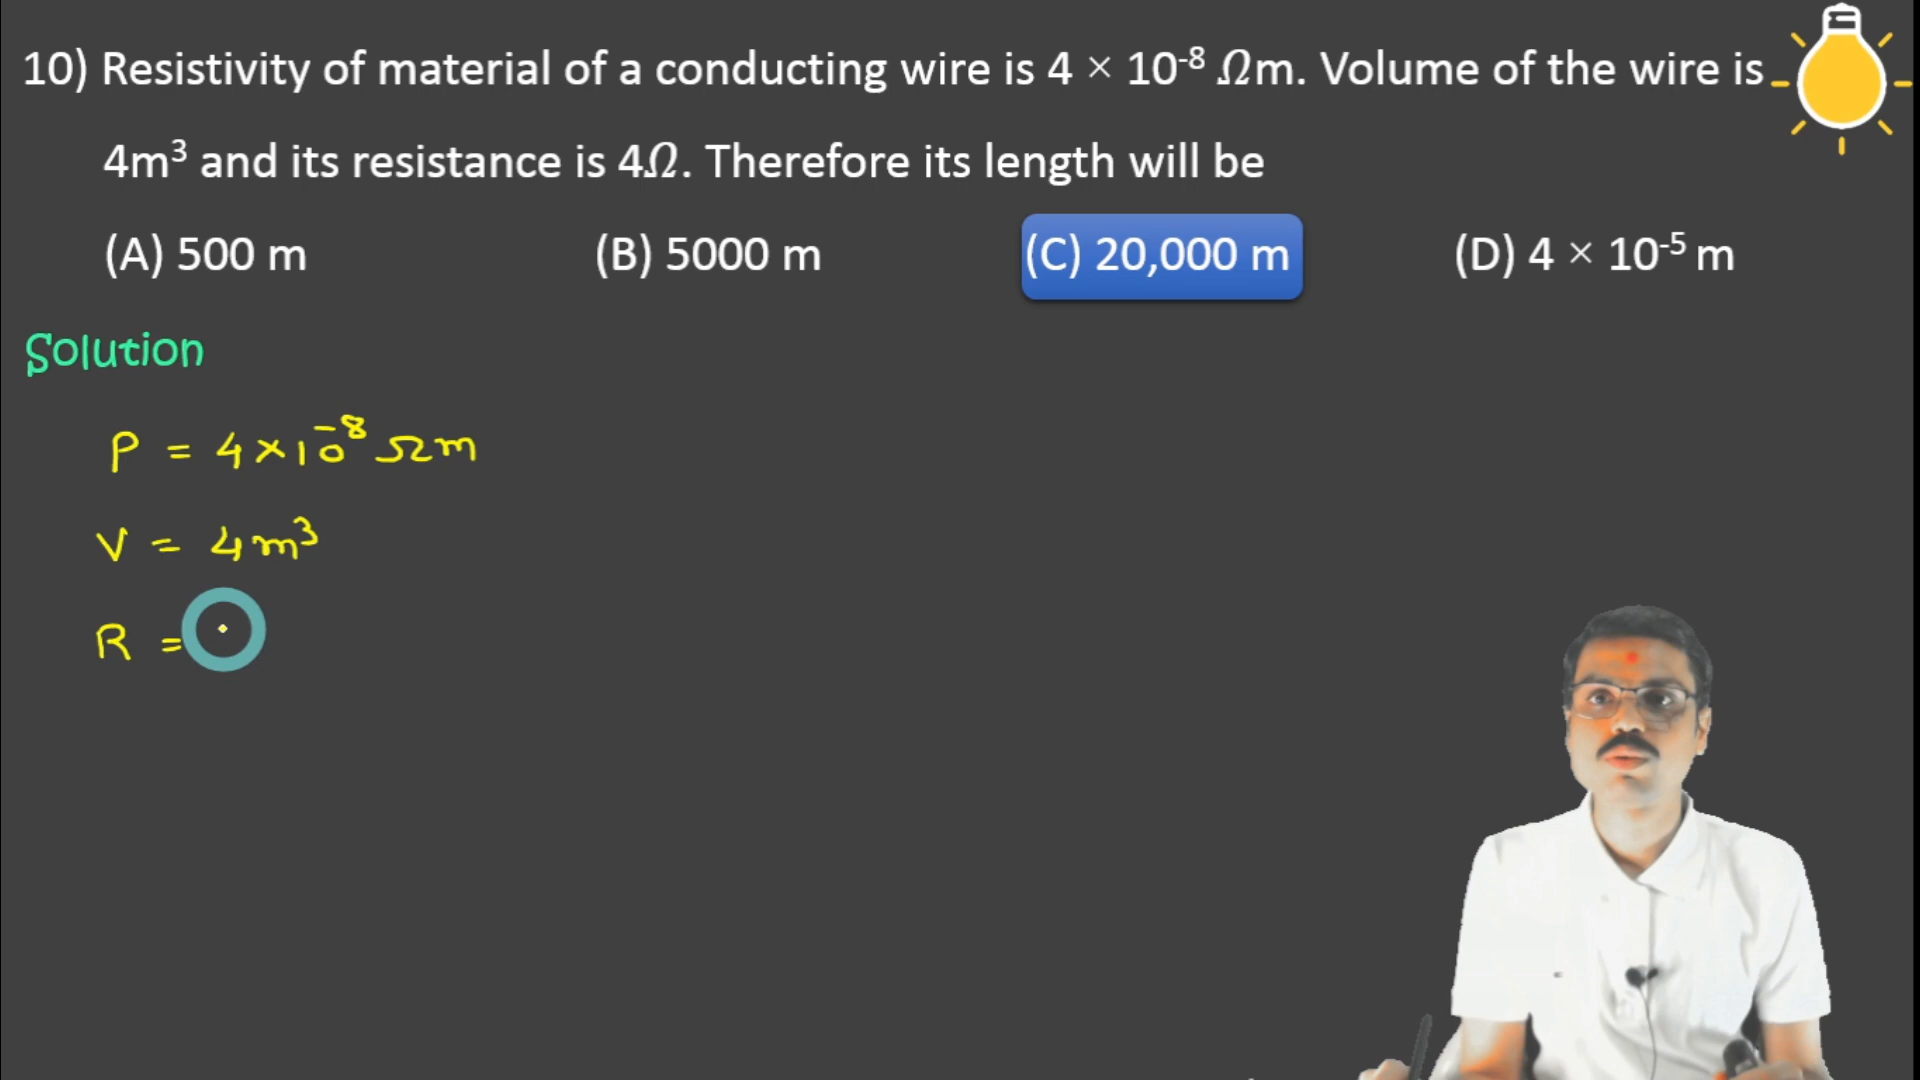 10) Resistivity of material of a conducting wire is 4 × 10⁻⁸ Ωm. Volume of the wire is
4m³ and its resistance is 4Ω. Therefore its length will be
(A) 500 m (B) 5000 m (C) 20,000 m (D) 4 × 10⁻⁵ m
Solution
ρ = 4×10⁻⁸ Ωm
V = 4m³
R =